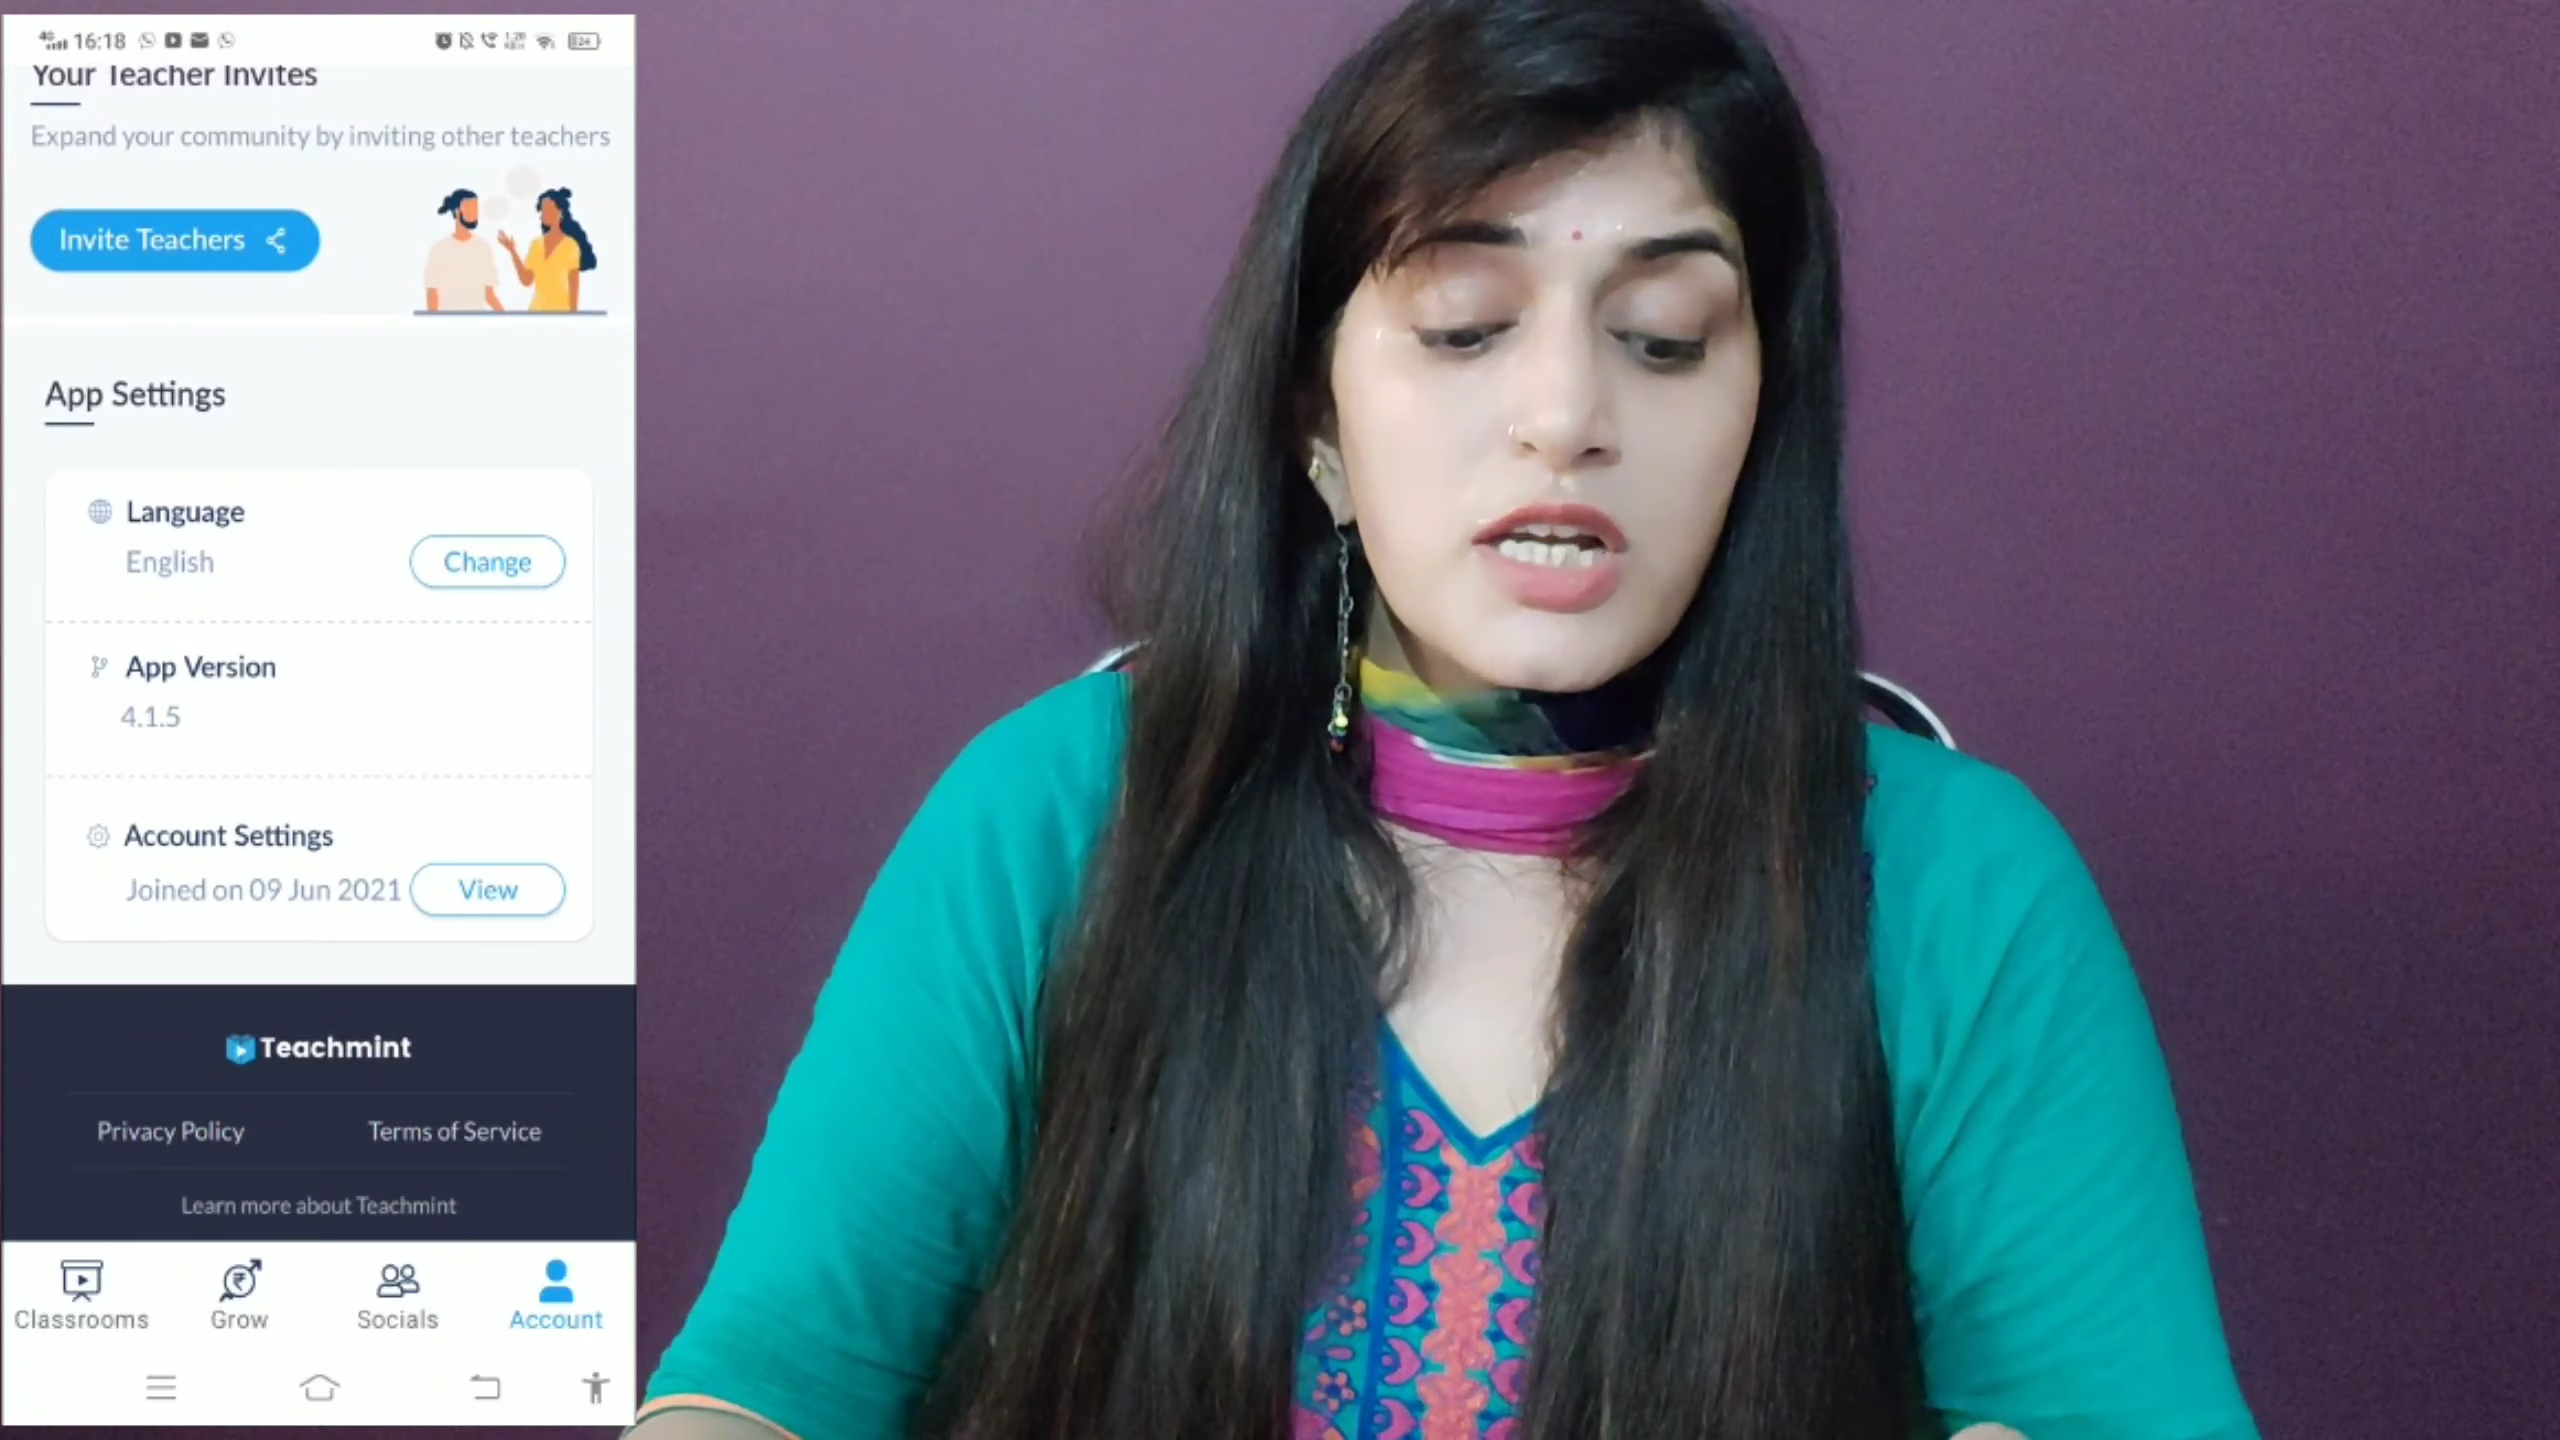 4G 16:18 24
Your Teacher Invites
Expand your community by inviting other teachers
Invite Teachers
App Settings
Language
English
Change
App Version
4.1.5
Account Settings
Joined on 09 Jun 2021
View
Teachmint
Privacy Policy
Terms of Service
Learn more about Teachmint
Classrooms
Grow
Socials
Account